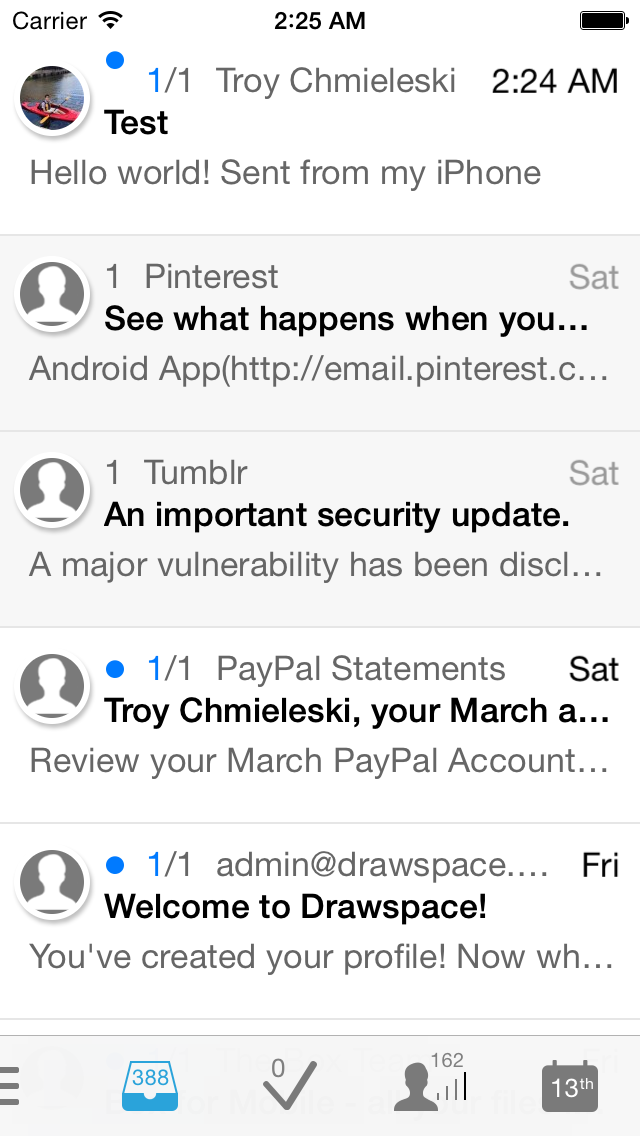 Carrier 2:25 AM
1/1 Troy Chmieleski 2:24 AM
Test
Hello world! Sent from my iPhone
1 Pinterest Sat
See what happens when you...
Android App(http://email.pinterest.c...
1 Tumblr Sat
An important security update.
A major vulnerability has been discl...
1/1 PayPal Statements Sat
Troy Chmieleski, your March a...
Review your March PayPal Account...
1/1 admin@drawspace.... Fri
Welcome to Drawspace!
You've created your profile! Now wh...
388 0 162 13th